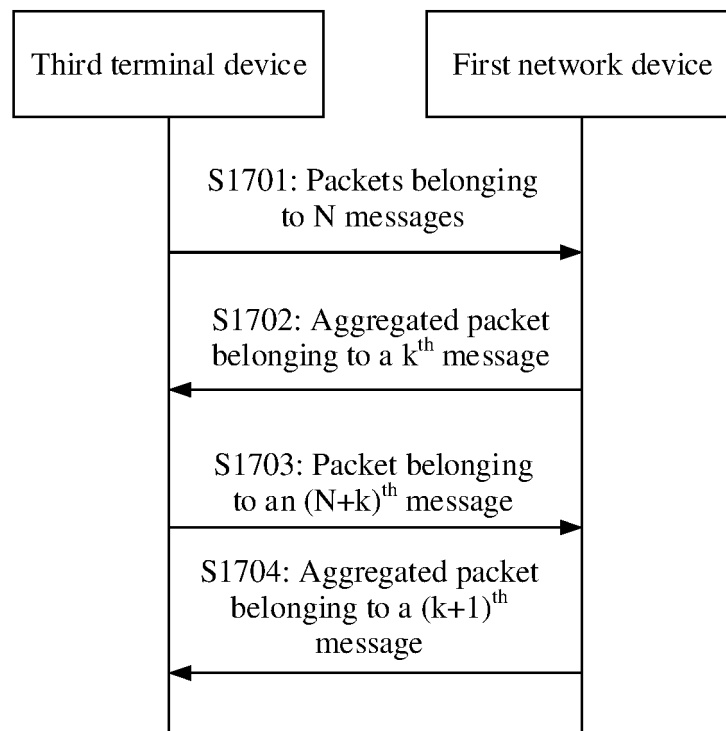 Third terminal device
First network device
S1701: Packets belonging
to N messages
S1702: Aggregated packet
belonging to a kth message
S1703: Packet belonging
to an (N+k)th message
S1704: Aggregated packet
belonging to a (k+1)th
message